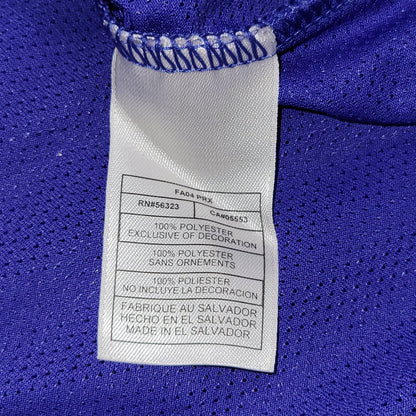 FA04 PRX
RN#56323 CA#05553
100% POLYESTER
EXCLUSIVE OF DECORATION
100% POLYESTER
SANS ORNEMENTS
100% POLIESTER
NO INCLUYE LA DECORACION
FABRIQUE AU SALVADOR
HECHO EN EL SALVADOR
MADE IN EL SALVADOR